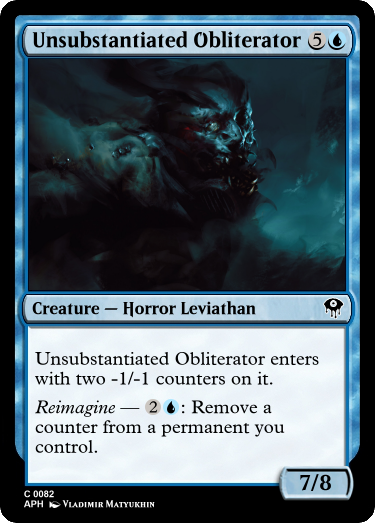 Unsubstantiated Obliterator 5
Creature — Horror Leviathan
Unsubstantiated Obliterator enters
with two -1/-1 counters on it.
Reimagine — 2 : Remove a
counter from a permanent you
control.
7/8
C 0082
APH Vladimir Matyukhin